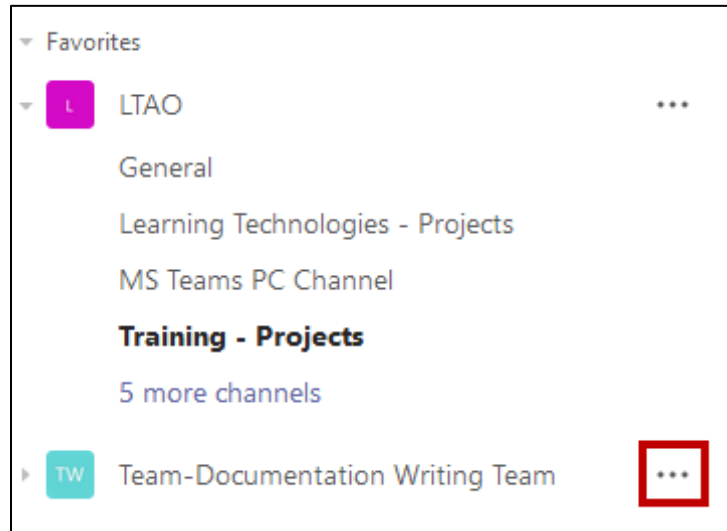 Favorites
L LTAO ...
General
Learning Technologies - Projects
MS Teams PC Channel
Training - Projects
5 more channels
TW Team-Documentation Writing Team ...